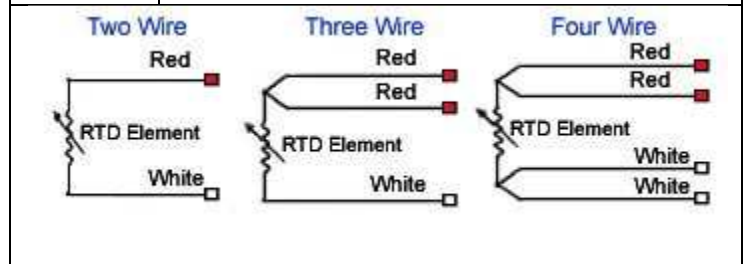 Two Wire
Red
RTD Element
White
Three Wire
Red
Red
RTD Element
White
Four Wire
Red
Red
RTD Element
White
White